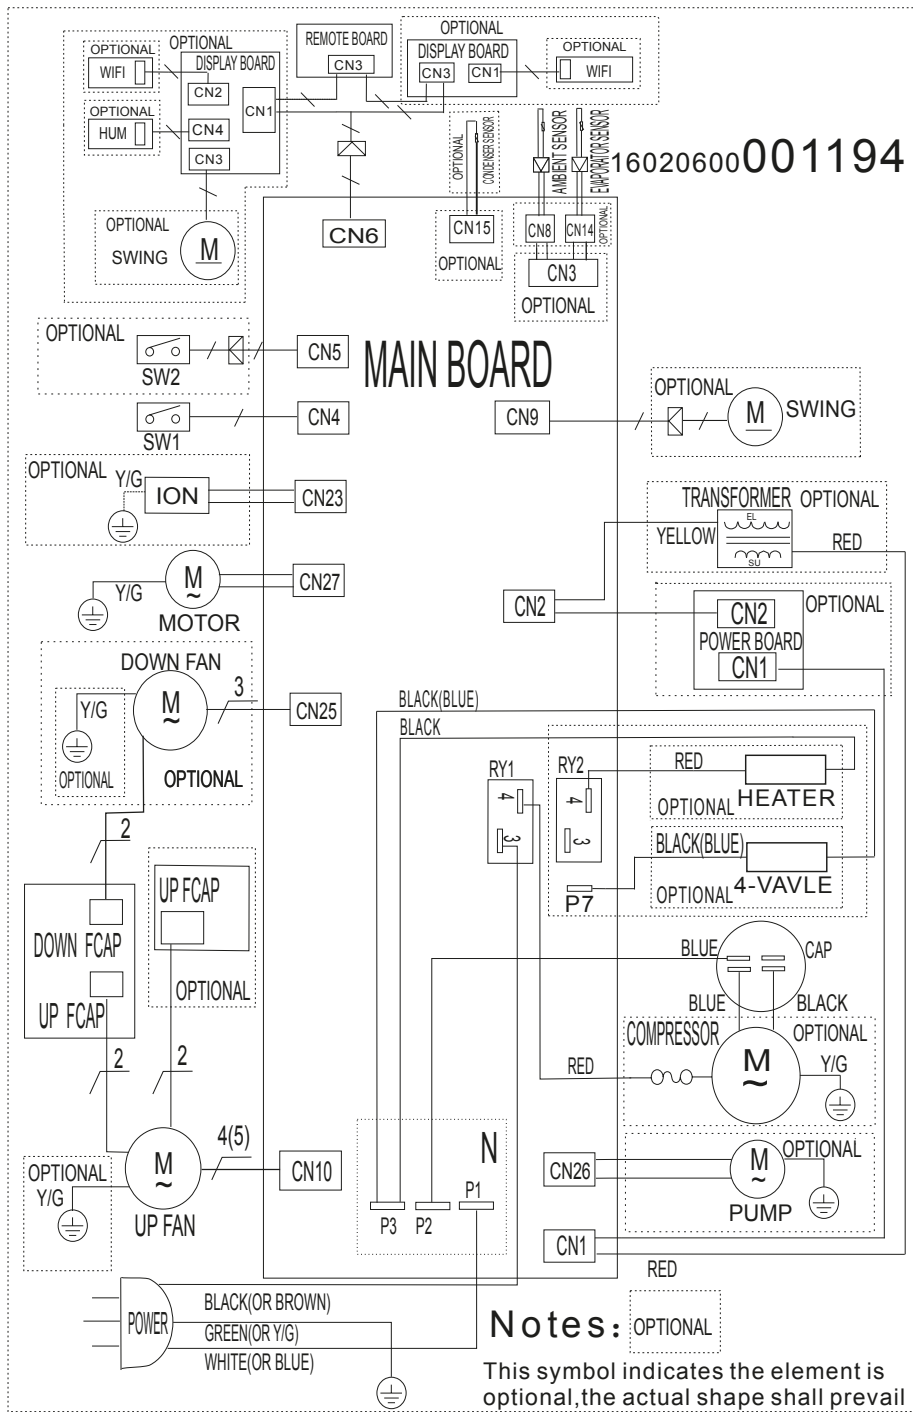 OPTIONAL
WIFI
OPTIONAL
HUM
OPTIONAL
DISPLAY BOARD
CN2
CN1
CN4
CN3
OPTIONAL
SWING
M
REMOTE BOARD
CN3
OPTIONAL
DISPLAY BOARD
CN3
CN1
OPTIONAL
WIFI
CN6
OPTIONAL
CONDENSER SENSOR
CN15
OPTIONAL
AMBIENT SENSOR
EVAPORATOR SENSOR
CN8
CN14
OPTIONAL
CN3
OPTIONAL
16020600001194
OPTIONAL
SW2
CN5
MAIN BOARD
SW1
CN4
CN9
OPTIONAL
M
SWING
OPTIONAL
Y/G
ION
CN23
TRANSFORMER
OPTIONAL
EL
SU
YELLOW
RED
Y/G
M
~
MOTOR
CN27
CN2
CN2
POWER BOARD
CN1
OPTIONAL
DOWN FAN
M
~
3
CN25
Y/G
OPTIONAL
OPTIONAL
BLACK(BLUE)
BLACK
RY1
4
3
RY2
4
3
RED
HEATER
OPTIONAL
BLACK(BLUE)
4-VAVLE
OPTIONAL
P7
2
UP FCAP
OPTIONAL
DOWN FCAP
UP FCAP
BLUE
CAP
BLUE
BLACK
COMPRESSOR
OPTIONAL
M
~
Y/G
RED
2
2
4(5)
CN10
OPTIONAL
Y/G
M
~
UP FAN
N
P3
P2
P1
CN26
M
~
OPTIONAL
PUMP
CN1
RED
POWER
BLACK(OR BROWN)
GREEN(OR Y/G)
WHITE(OR BLUE)
Notes: OPTIONAL
This symbol indicates the element is
optional,the actual shape shall prevail